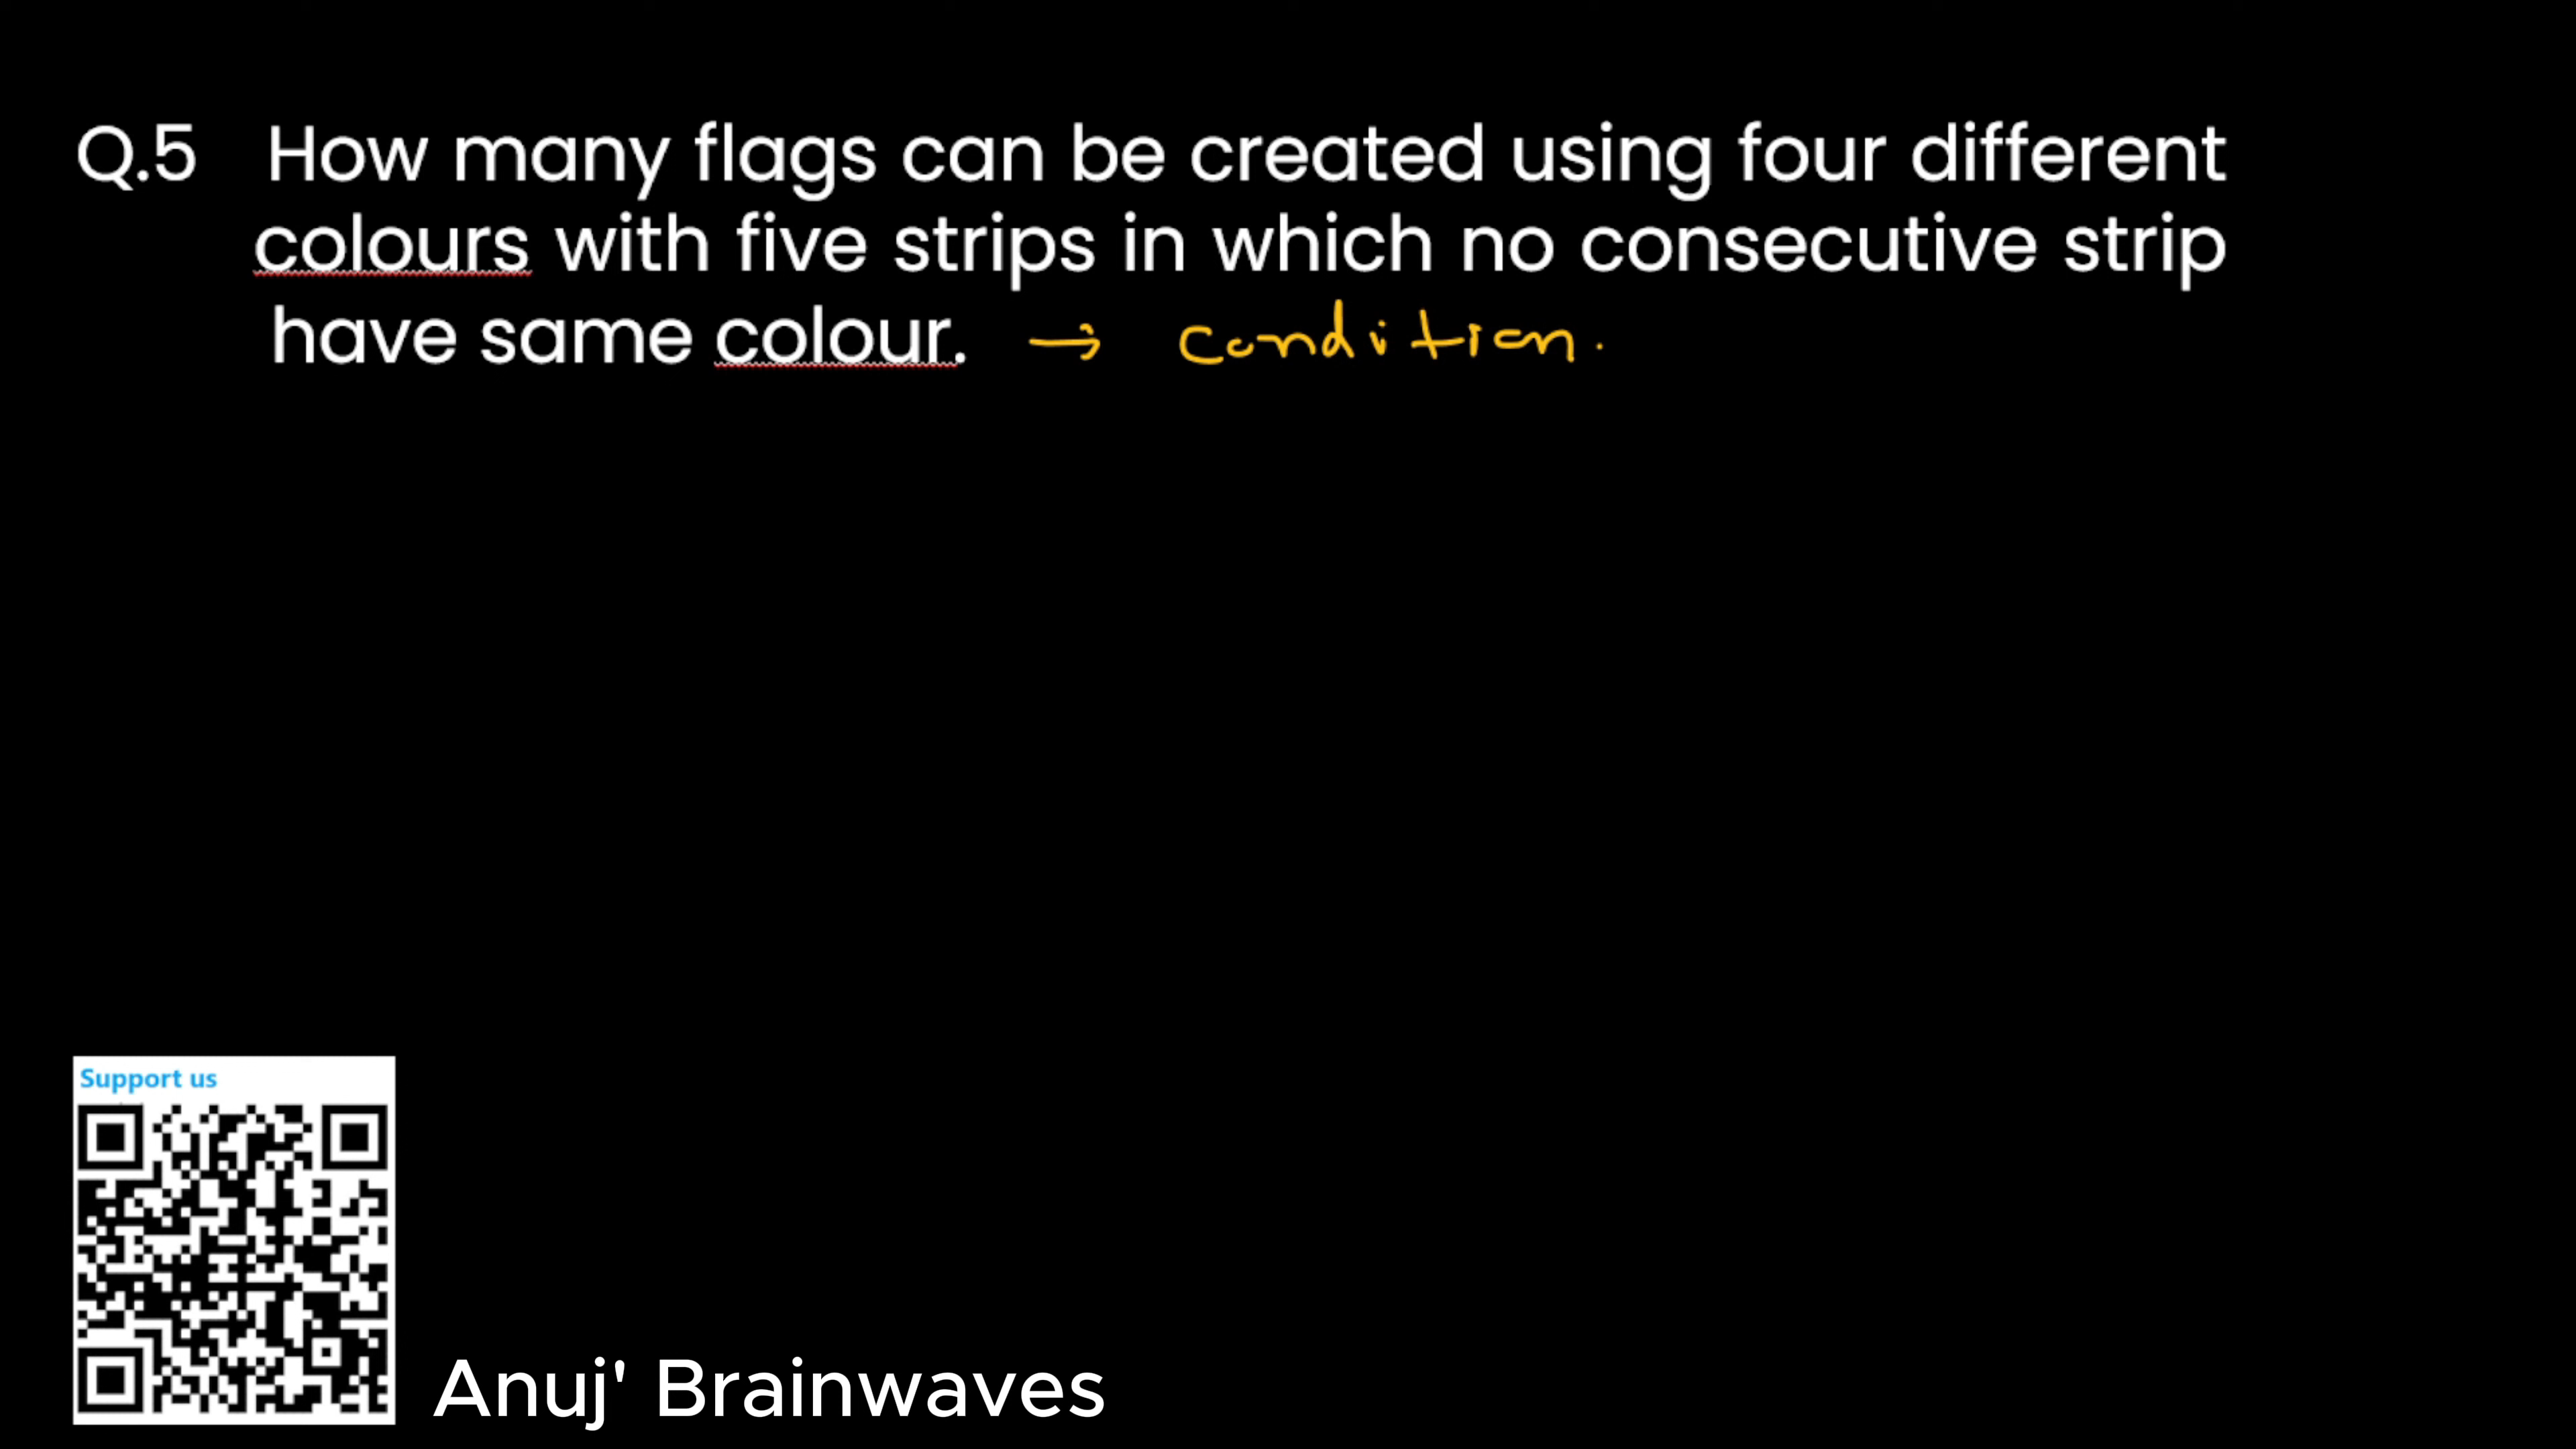 Q.5 How many flags can be created using four different
colours with five strips in which no consecutive strip
have same colour. → condition.
Support us
Anuj' Brainwaves